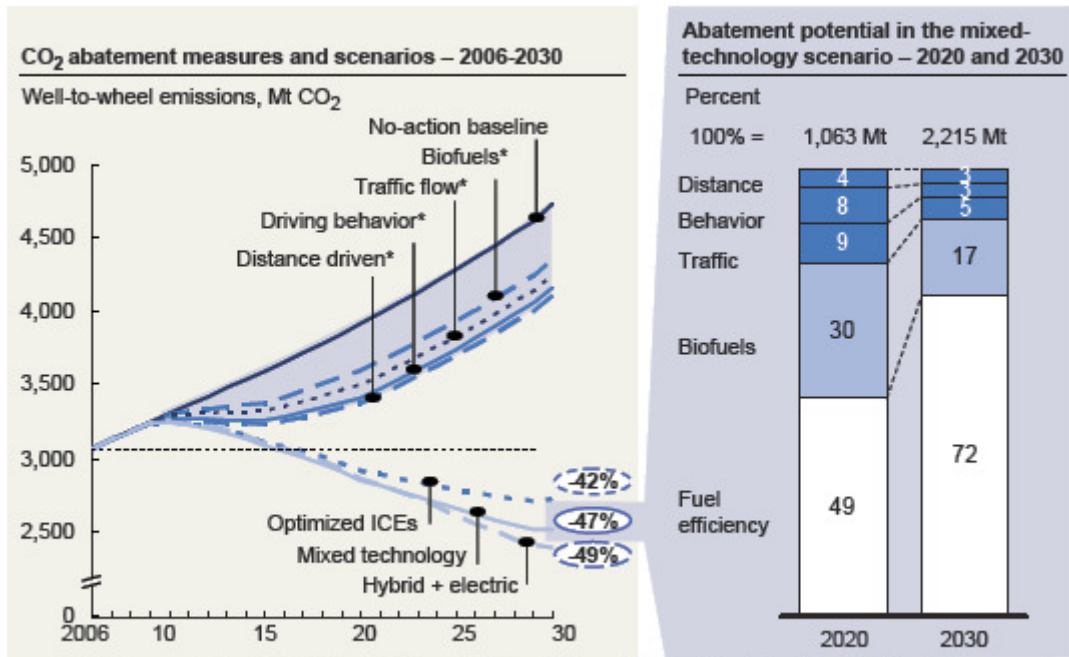 CO₂ abatement measures and scenarios – 2006-2030
Well-to-wheel emissions, Mt CO₂
No-action baseline
Biofuels*
Traffic flow*
Driving behavior*
Distance driven*
5,000
4,500
4,000
3,500
3,000
2,500
0
-42%
-47%
-49%
Optimized ICEs
Mixed technology
Hybrid + electric
2006 10 15 20 25 30
Abatement potential in the mixed-
technology scenario – 2020 and 2030
Percent
100% = 1,063 Mt 2,215 Mt
Distance 4 3
Behavior 8 3
Traffic 9 5
Biofuels 30 17
Fuel
efficiency 49 72
2020 2030